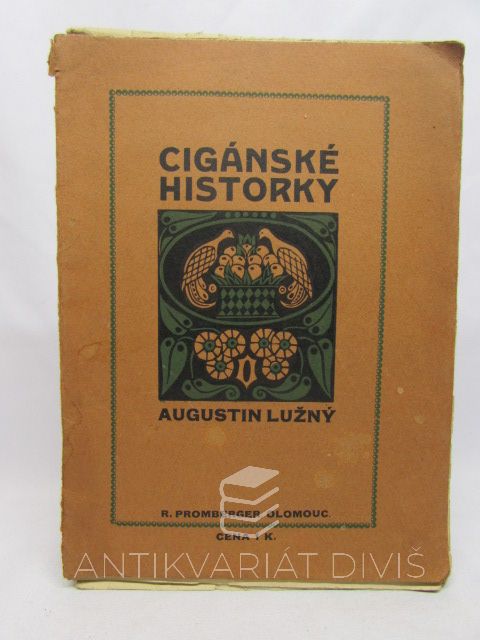 CIGÁNSKÉ
HISTORKY
AUGUSTIN LUŽNÝ
R. PROMBERGER, OLOMOUC.
CENA 1 K.
ANTIKVARIÁT DIVIŠ